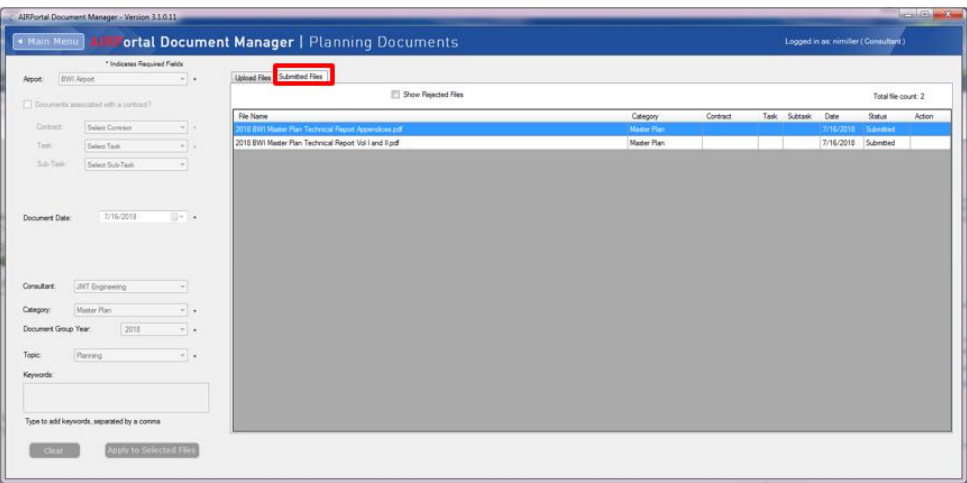 AIRPortal Document Manager - Version 3.1.0.11
Main Menu AIRPortal Document Manager | Planning Documents Logged in as: nimiller ( Consultant )
* Indicates Required Fields
Airport: BWI Airport *
Documents associated with a contract?
Contract: Select Contract *
Task: Select Task *
Sub-Task: Select Sub-Task
Document Date: 7/16/2018 *
Consultant: JMT Engineering
Category: Master Plan *
Document Group Year: 2018 *
Topic: Planning *
Keywords:
Type to add keywords, separated by a comma
Clear Apply to Selected Files
Upload Files Submitted Files
Show Rejected Files Total file count: 2
File Name Category Contract Task Subtask Date Status Action
2018 BWI Master Plan Technical Report Appendices.pdf Master Plan 7/16/2018 Submitted
2018 BWI Master Plan Technical Report Vol I and II.pdf Master Plan 7/16/2018 Submitted